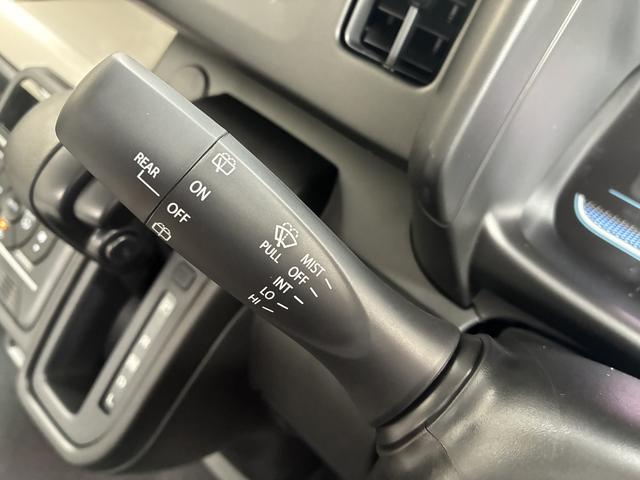 REAR
ON
OFF
PULL
MIST
OFF
INT
LO
HI